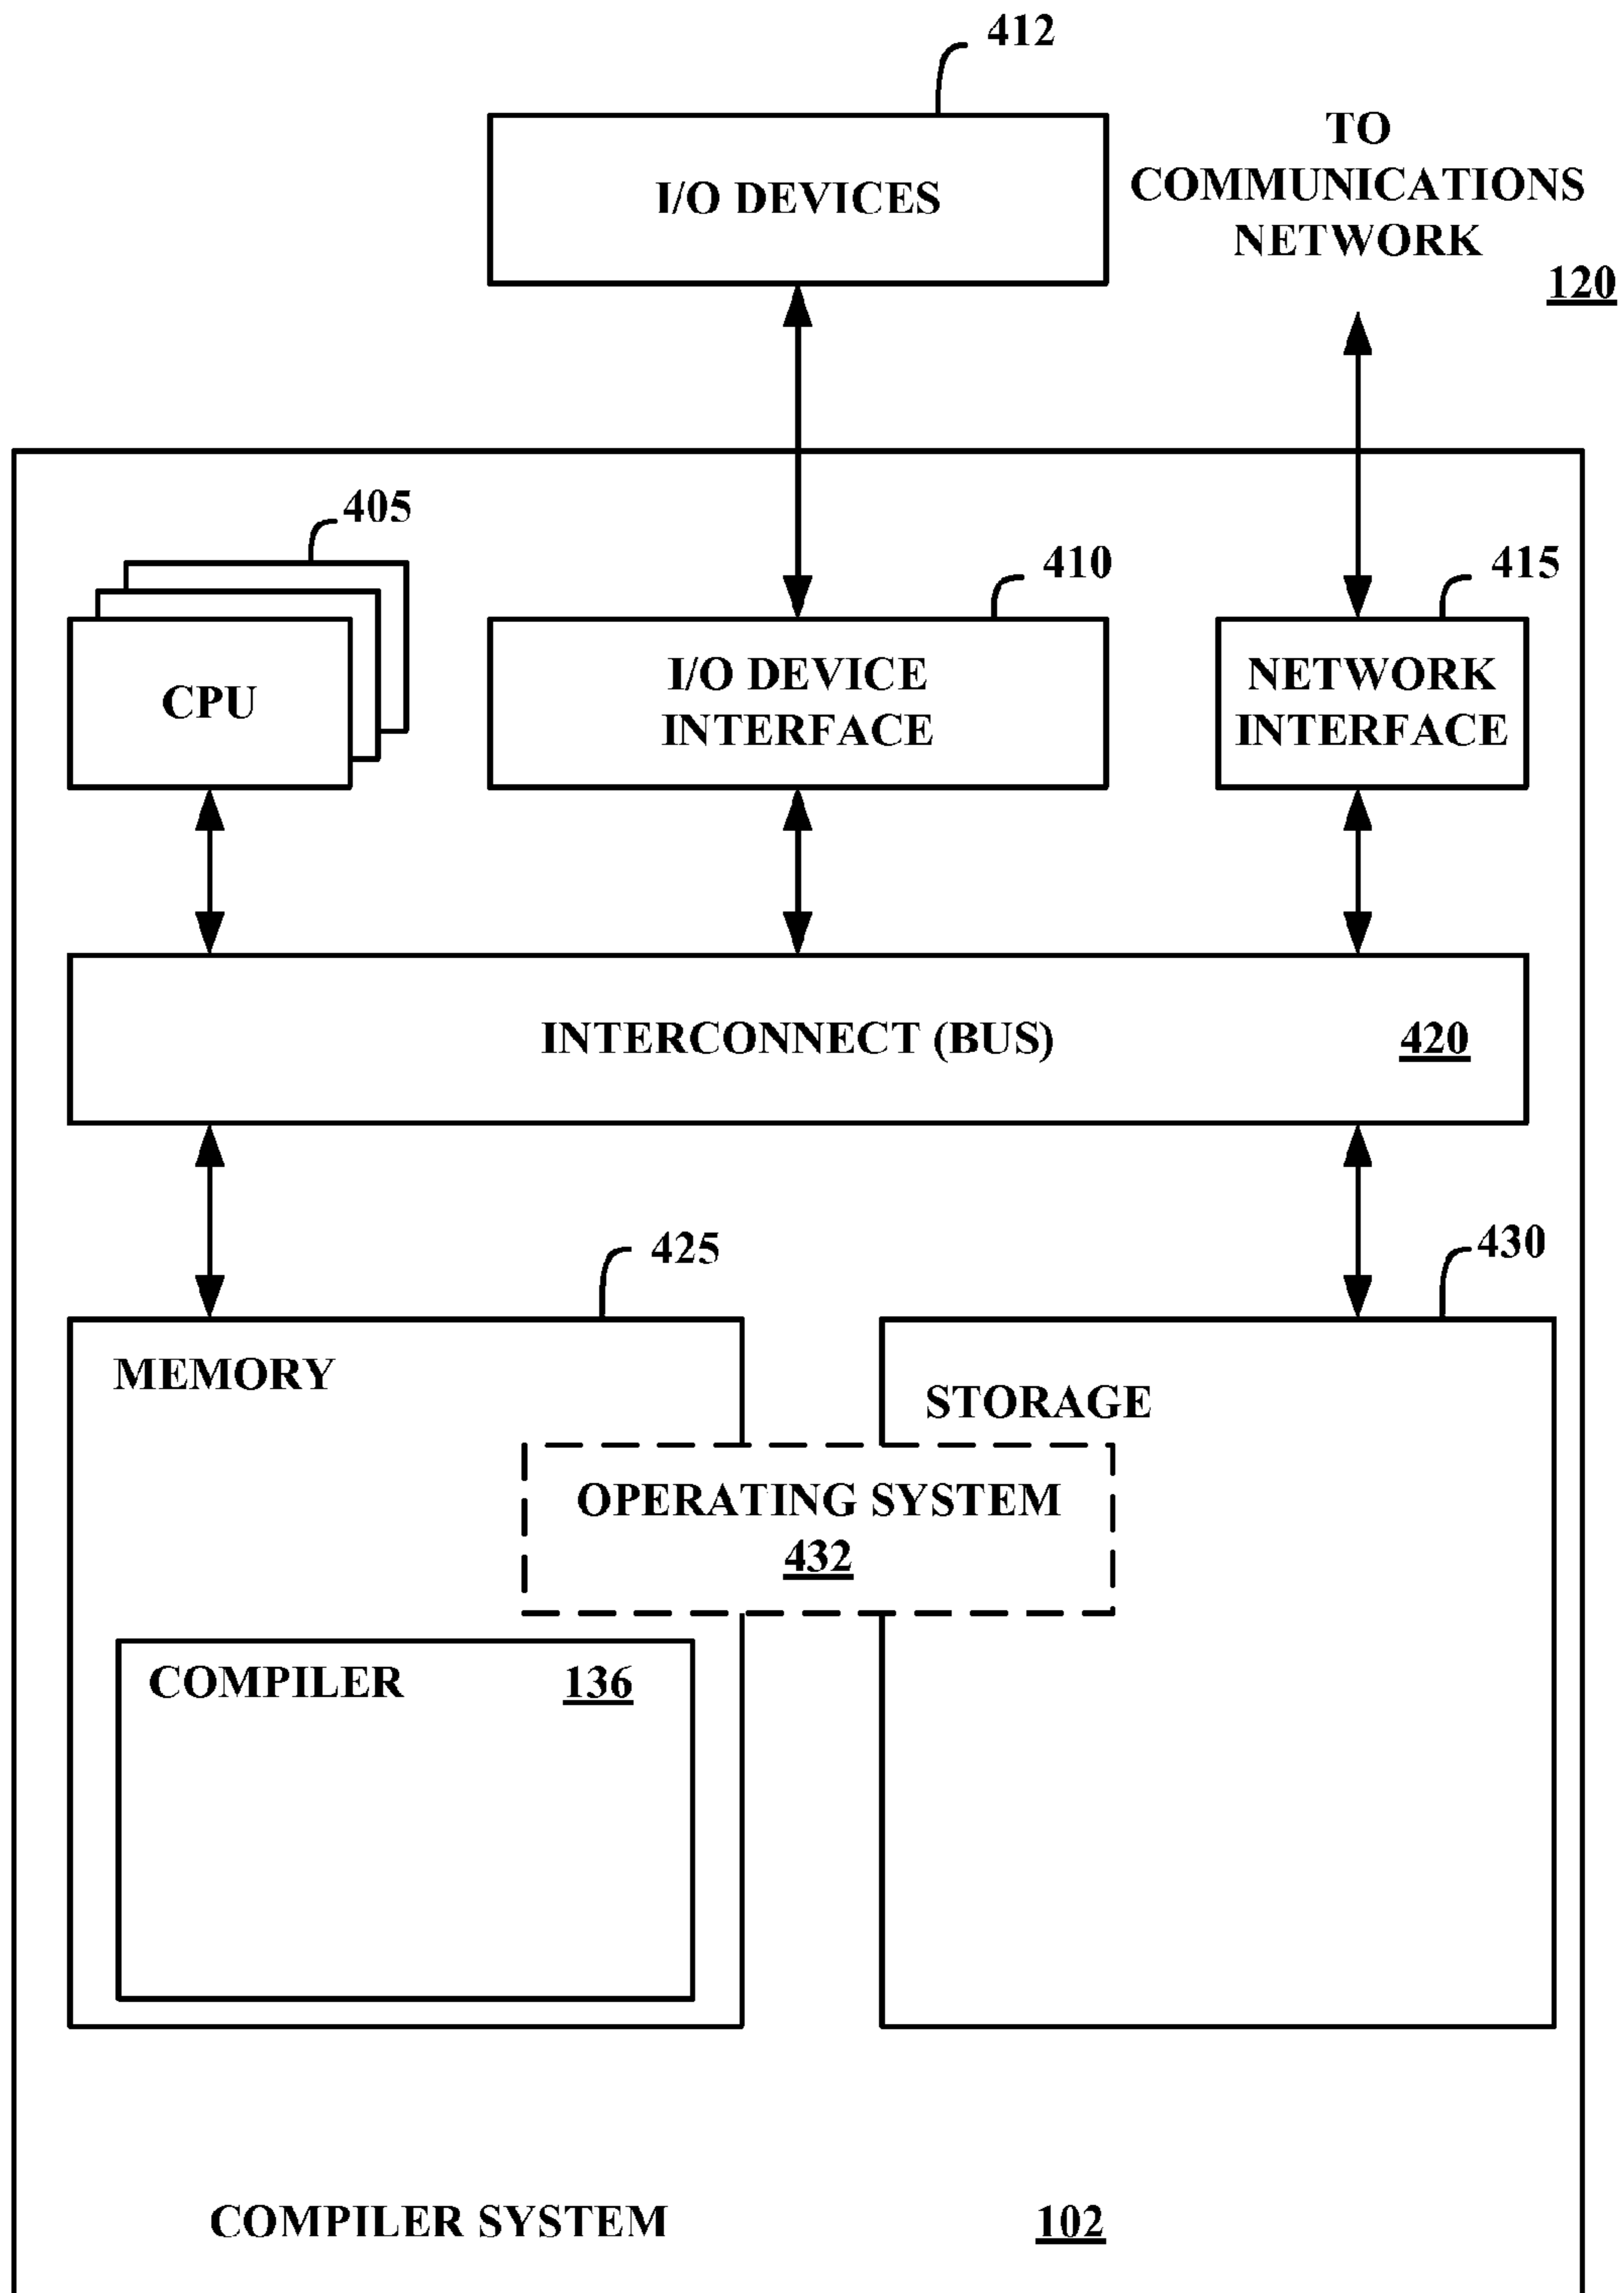 412
I/O DEVICES
TO
COMMUNICATIONS
NETWORK
120
405
410
415
CPU
I/O DEVICE
INTERFACE
NETWORK
INTERFACE
INTERCONNECT (BUS)
420
425
430
MEMORY
STORAGE
OPERATING SYSTEM
432
COMPILER
136
COMPILER SYSTEM
102